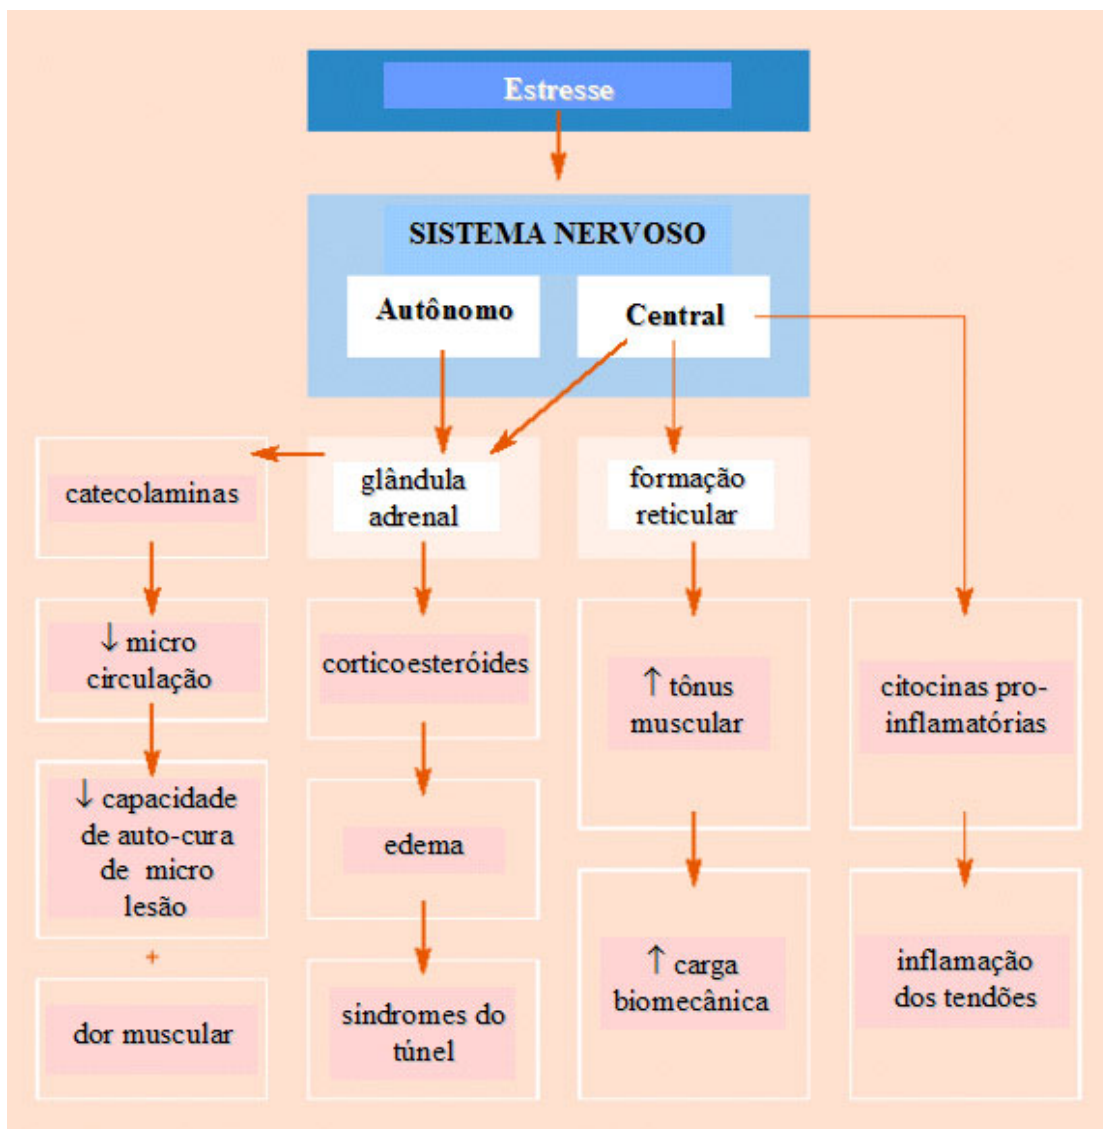 Estresse
SISTEMA NERVOSO
Autônomo
Central
catecolaminas
glândula
adrenal
formação
reticular
↓ micro
circulação
corticoesteróides
↑ tônus
muscular
citocinas pro-
inflamatórias
↓ capacidade
de auto-cura
de micro
lesão
+
dor muscular
edema
síndromes do
túnel
↑ carga
biomecânica
inflamação
dos tendões